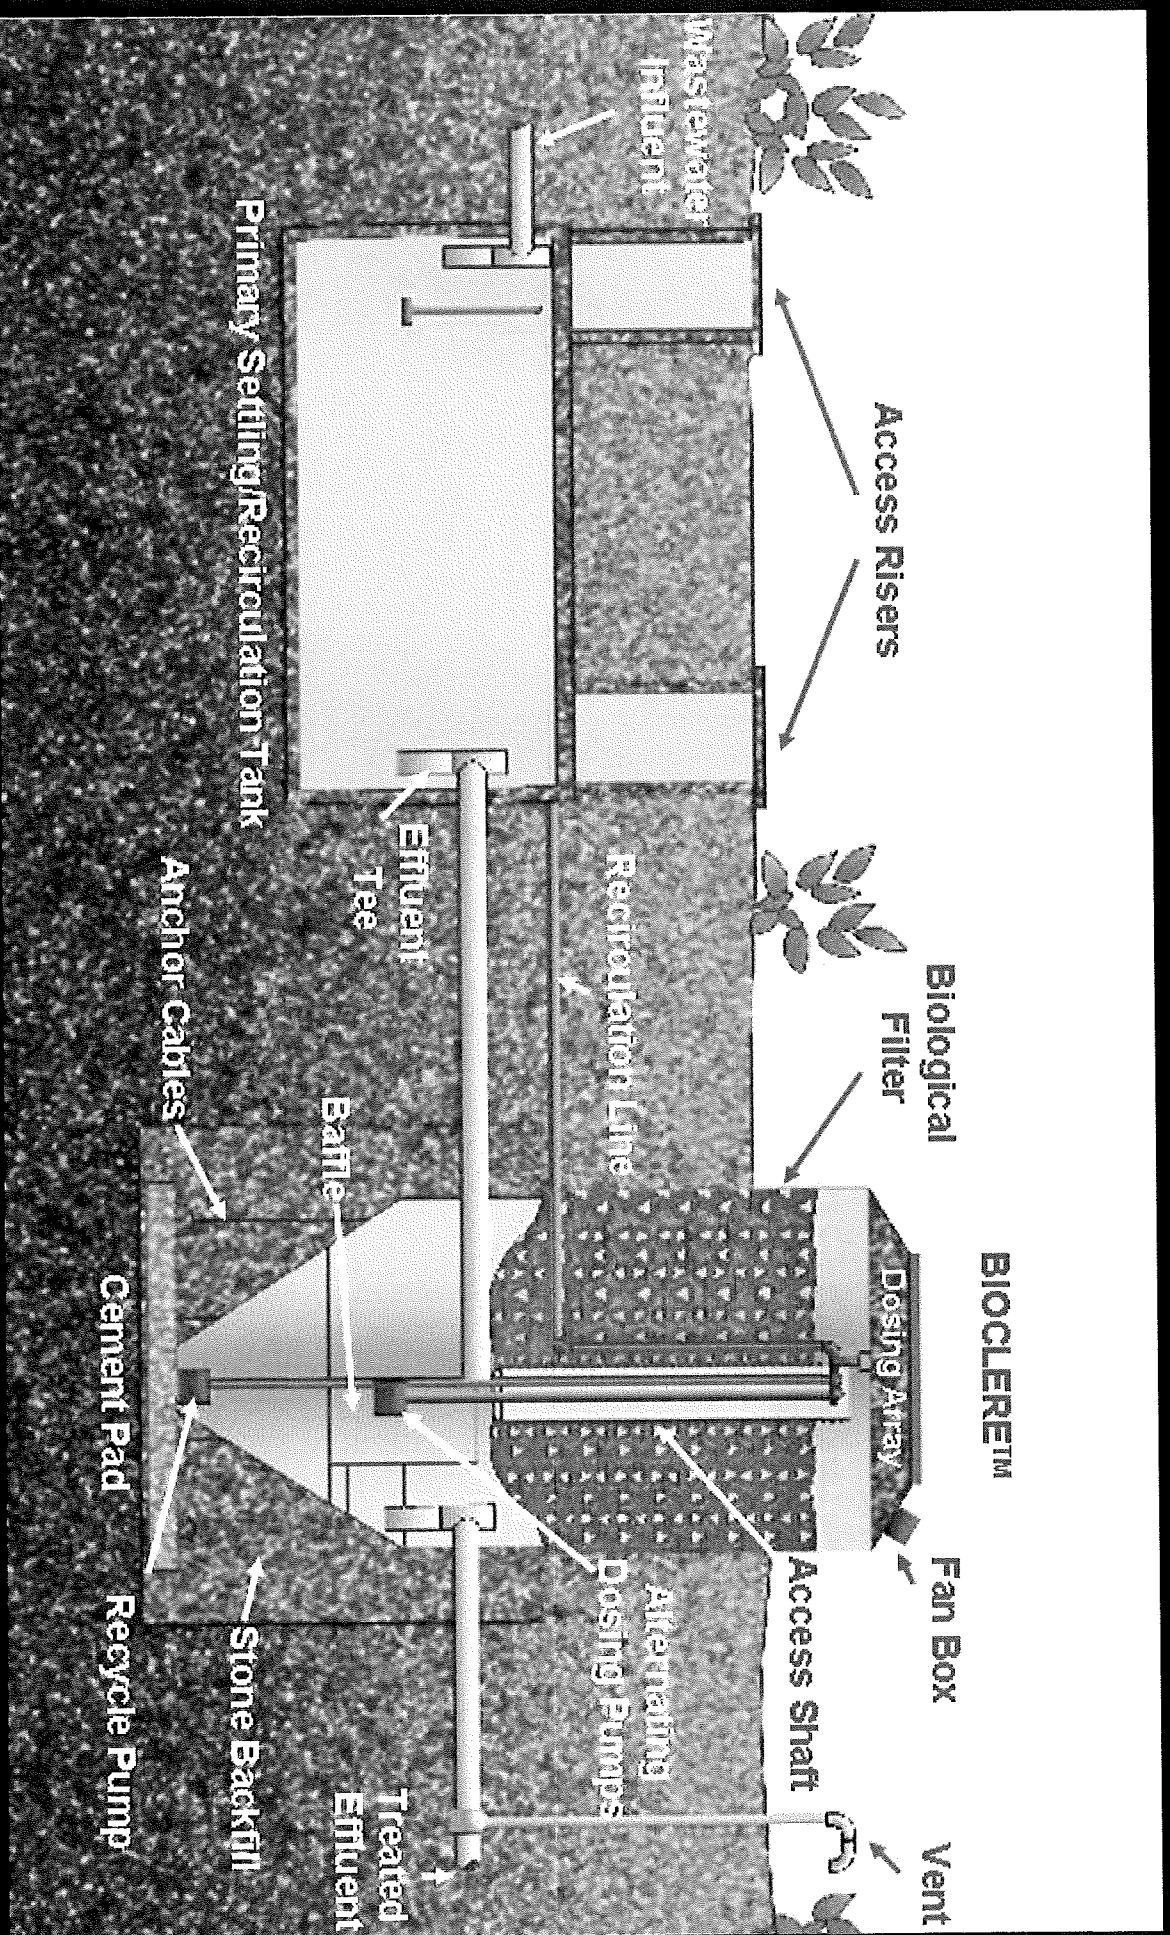 BIOCLERE™
Access Risers
Biological
Filter
Fan Box
Vent
Dosing Array
Wastewater
Influent
Recirculation Line
Access Shaft
Alternating
Dosing Pumps
Effluent
Tee
Baffle
Treated
Effluent
Primary Settling/Recirculation Tank
Anchor Cables
Stone Backfill
Cement Pad
Recycle Pump